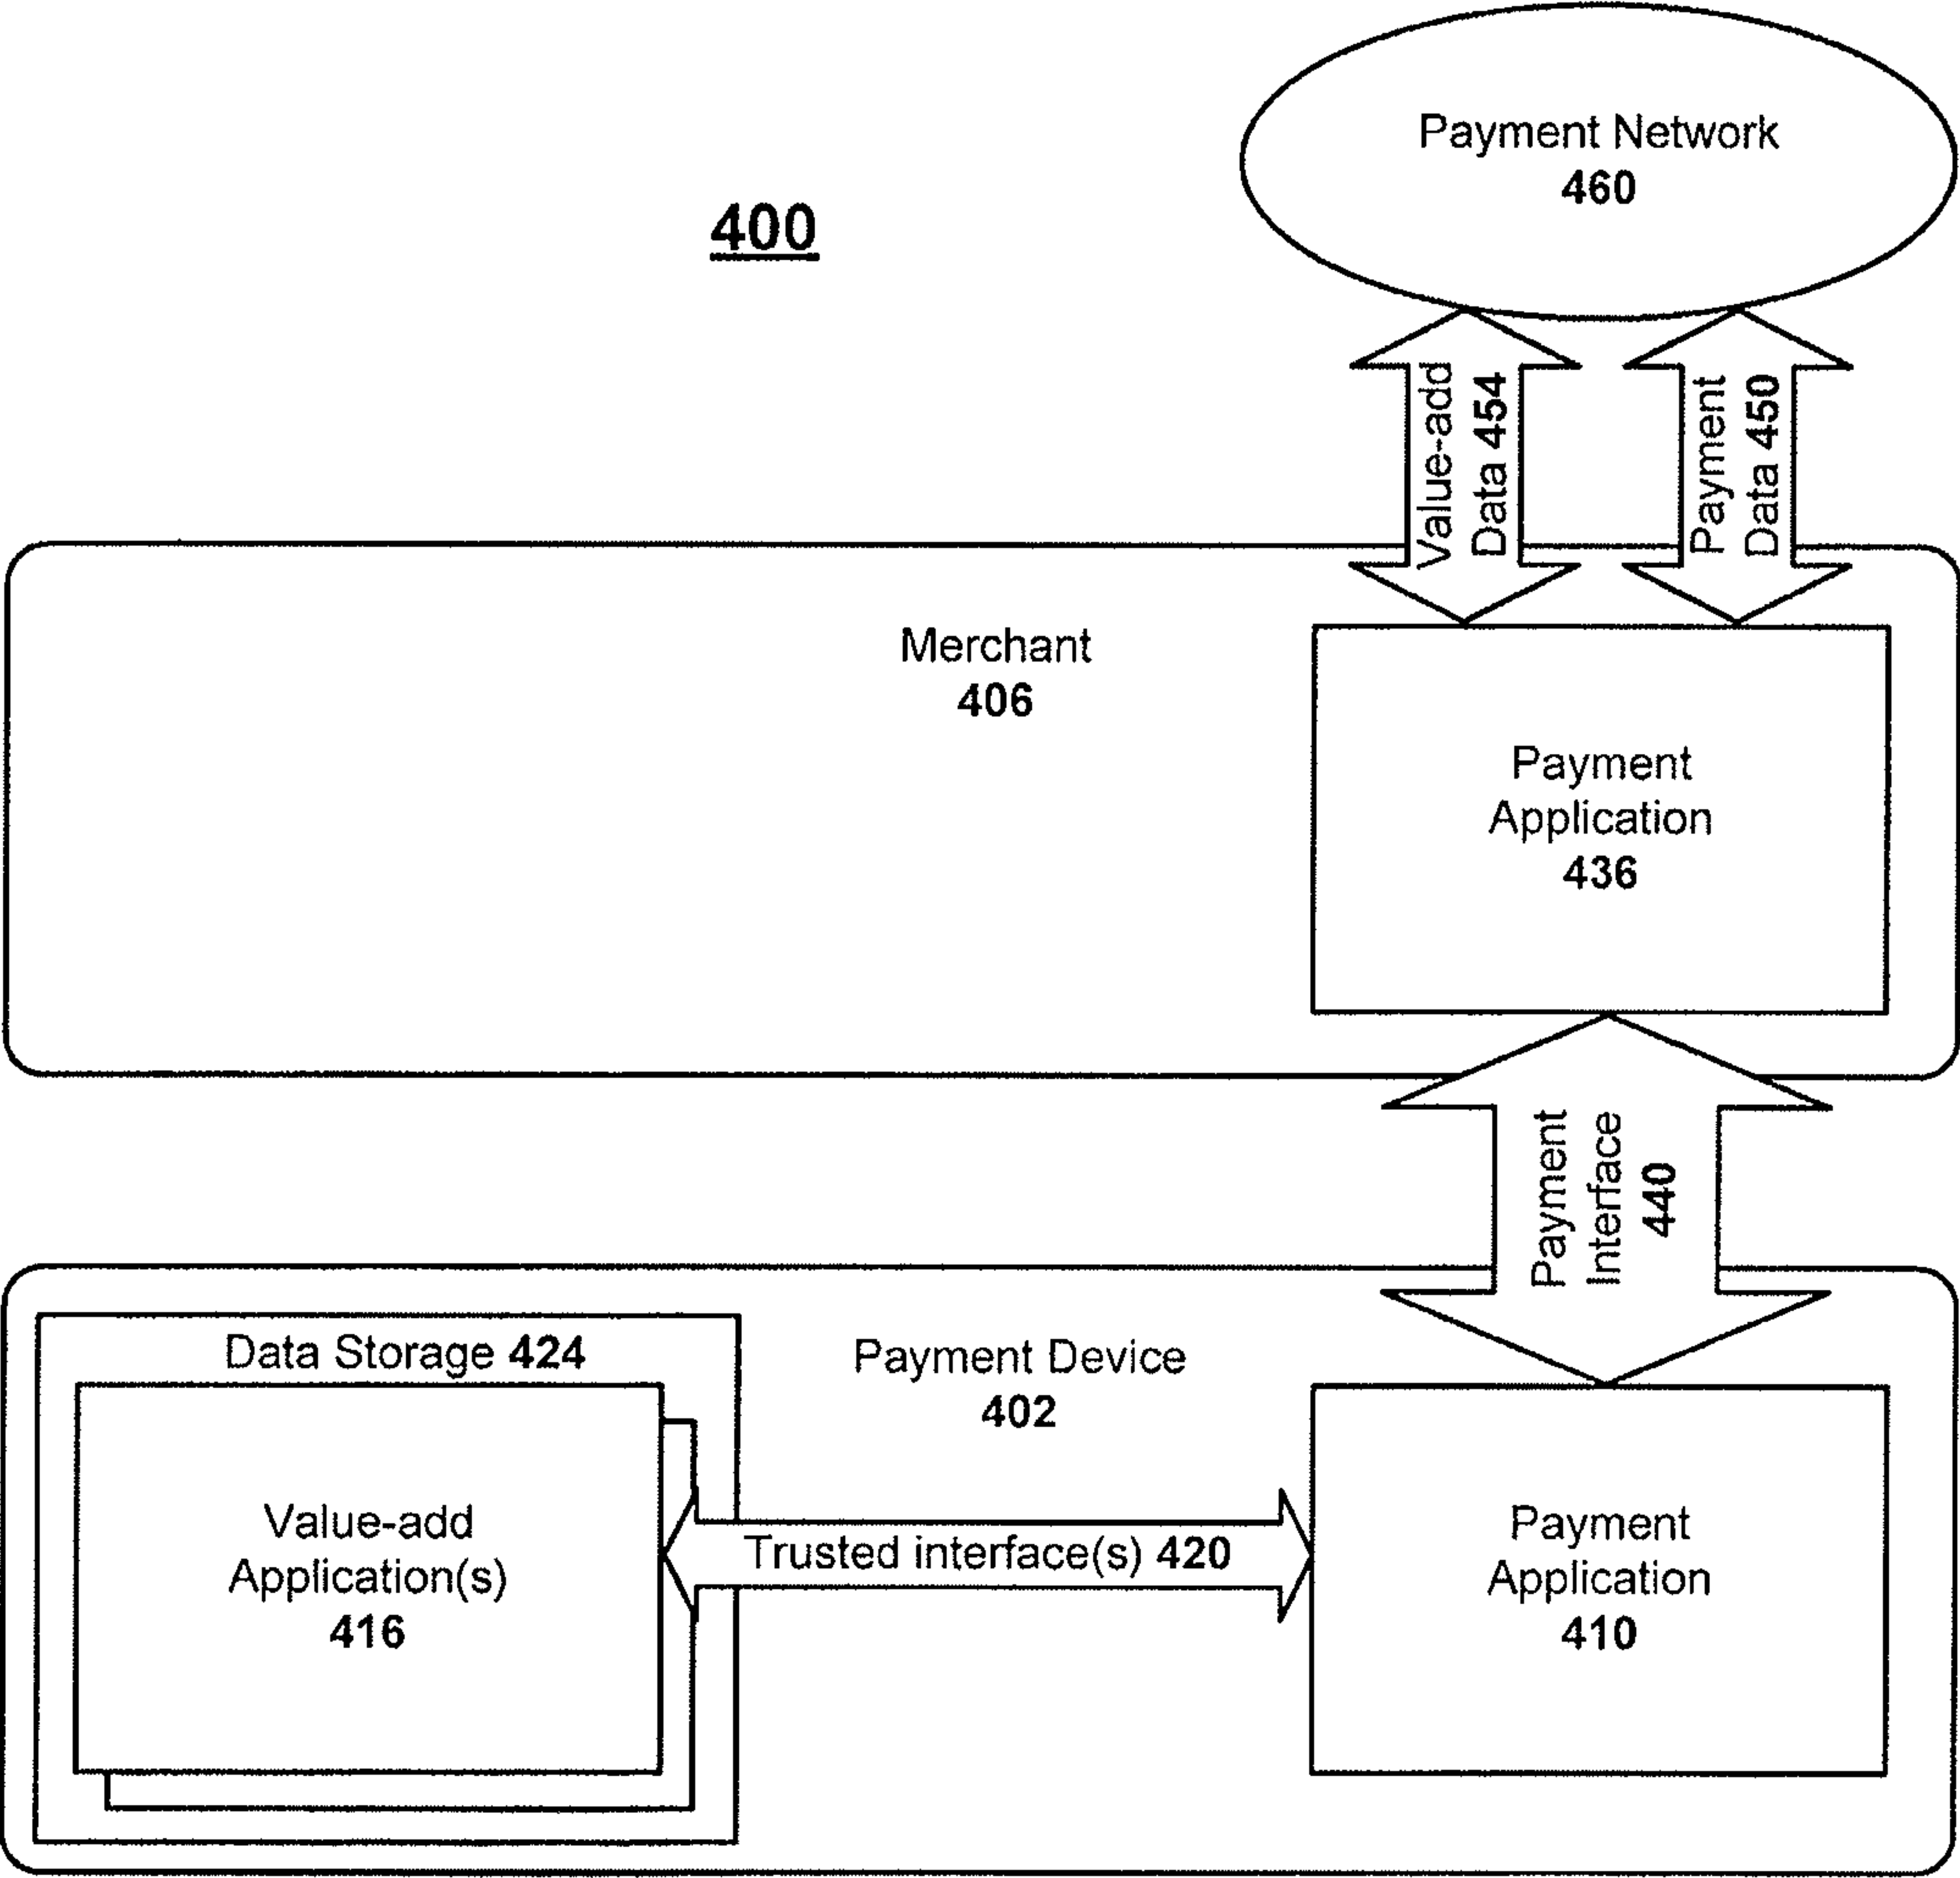 Payment Network
460
400
Value-add
Data 454
Payment
Data 450
Merchant
406
Payment
Application
436
Payment
Interface
440
Data Storage 424
Payment Device
402
Value-add
Application(s)
416
Trusted interface(s) 420
Payment
Application
410